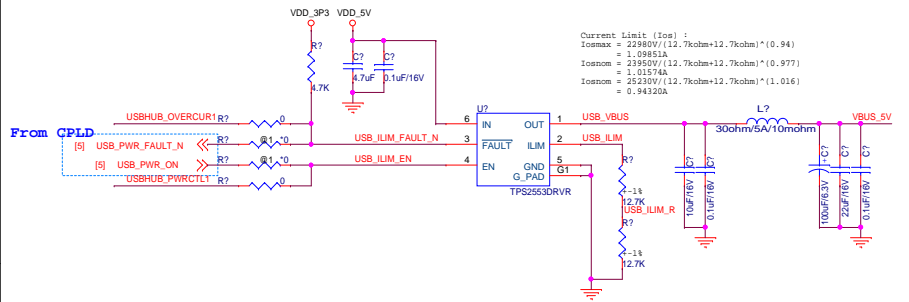 VDD_3P3 VDD_5V
Current Limit (Ios) :
Iosmax = 22980V/(12.7kohm+12.7kohm)^(0.94)
= 1.09851A
Iosnom = 23950V/(12.7kohm+12.7kohm)^(0.977)
= 1.01574A
Iosnom = 25230V/(12.7kohm+12.7kohm)^(1.016)
= 0.94320A
R?
4.7K
C?
4.7uF
C?
0.1uF/16V
From CPLD
USBHUB_OVERCUR1 R? 0
[5] USB_PWR_FAULT_N R? @1 *0 USB_ILIM_FAULT_N
[5] USB_PWR_ON R? @1 *0 USB_ILIM_EN
USBHUB_PWRCTL1 R? 0
U?
6 IN OUT 1
3 FAULT ILIM 2
4 EN GND 5
G_PAD G1
TPS2553DRVR
USB_VBUS
USB_ILIM
R?
+-1%
12.7K
USB_ILIM_R
R?
+-1%
12.7K
L?
30ohm/5A/10mohm
VBUS_5V
C?
10uF/16V
C?
0.1uF/16V
+ C?
100uF/6.3V
C?
22uF/16V
C?
0.1uF/16V